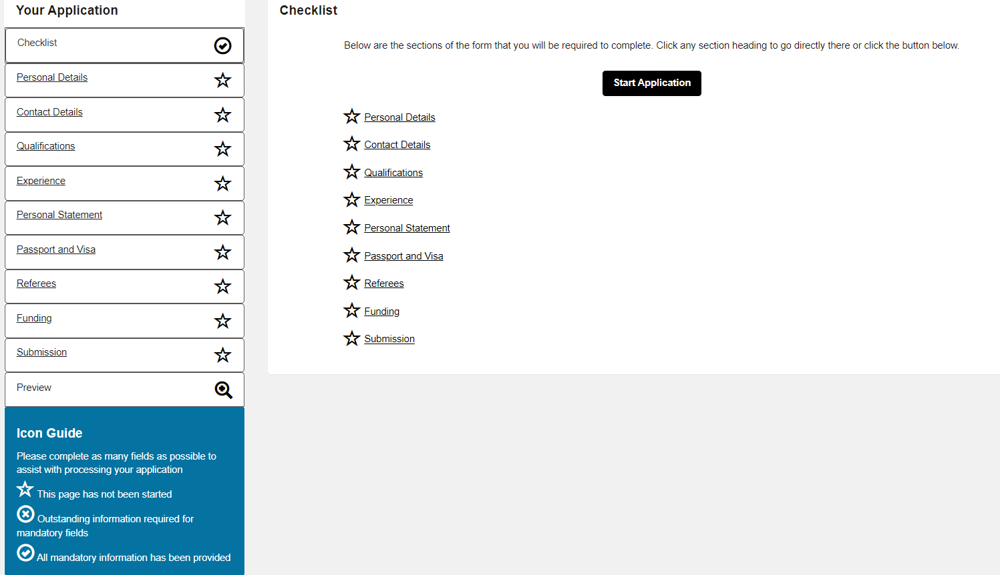 Your Application
Checklist
Personal Details
Contact Details
Qualifications
Experience
Personal Statement
Passport and Visa
Referees
Funding
Submission
Preview
Icon Guide
Please complete as many fields as possible to
assist with processing your application
This page has not been started
Outstanding information required for
mandatory fields
All mandatory information has been provided
Checklist
Below are the sections of the form that you will be required to complete. Click any section heading to go directly there or click the button below.
Start Application
Personal Details
Contact Details
Qualifications
Experience
Personal Statement
Passport and Visa
Referees
Funding
Submission